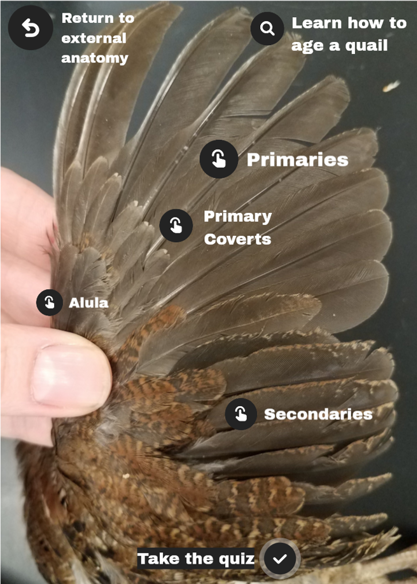 Return to
external
anatomy
Learn how to
age a quail
Primaries
Primary
Coverts
Alula
Secondaries
Take the quiz